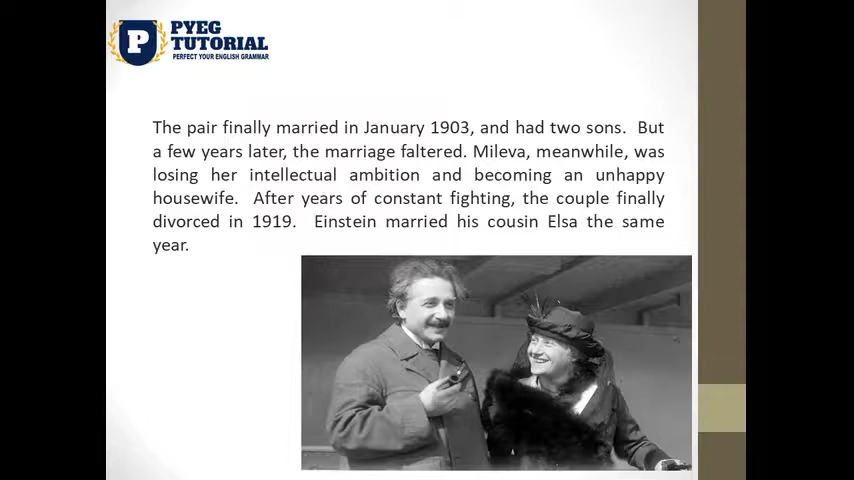 P
PYEG
TUTORIAL
PERFECT YOUR ENGLISH GRAMMAR
The pair finally married in January 1903, and had two sons. But
a few years later, the marriage faltered. Mileva, meanwhile, was
losing her intellectual ambition and becoming an unhappy
housewife. After years of constant fighting, the couple finally
divorced in 1919. Einstein married his cousin Elsa the same
year.